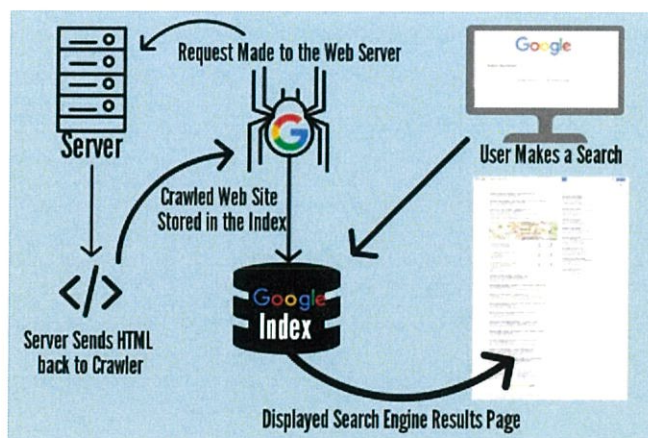 Request Made to the Web Server
Google
Server
G
User Makes a Search
Crawled Web Site
Stored in the Index
</>
Google
Index
Server Sends HTML
back to Crawler
Displayed Search Engine Results Page